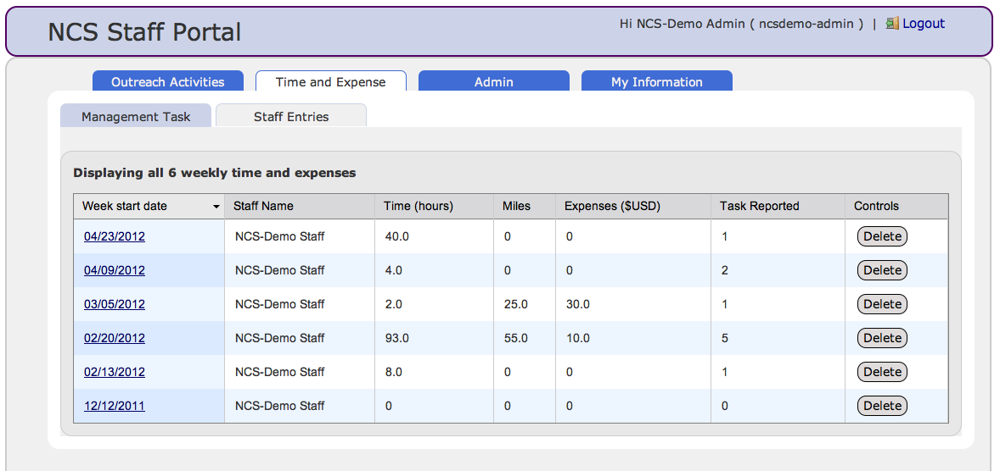 NCS Staff Portal
Hi NCS-Demo Admin ( ncsdemo-admin ) | Logout
Outreach Activities Time and Expense Admin My Information
Management Task Staff Entries
Displaying all 6 weekly time and expenses
Week start date Staff Name Time (hours) Miles Expenses ($USD) Task Reported Controls
04/23/2012 NCS-Demo Staff 40.0 0 0 1 Delete
04/09/2012 NCS-Demo Staff 4.0 0 0 2 Delete
03/05/2012 NCS-Demo Staff 2.0 25.0 30.0 1 Delete
02/20/2012 NCS-Demo Staff 93.0 55.0 10.0 5 Delete
02/13/2012 NCS-Demo Staff 8.0 0 0 1 Delete
12/12/2011 NCS-Demo Staff 0 0 0 0 Delete